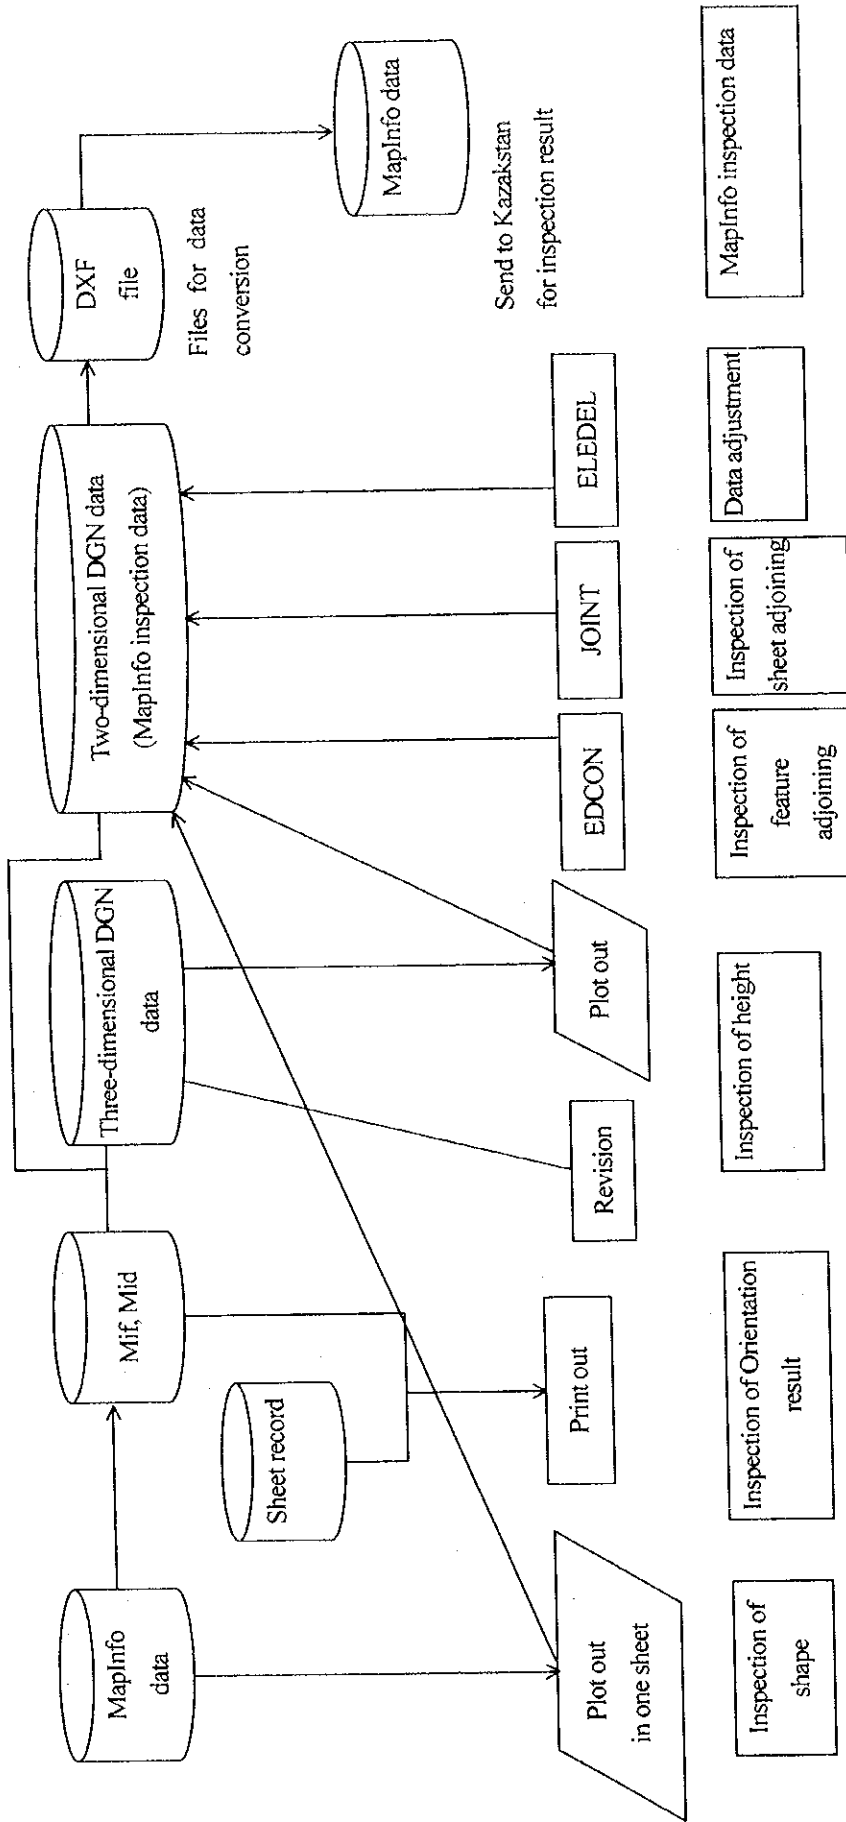 MapInfo
data
Mif, Mid
Sheet record
Three-dimensional DGN
data
Two-dimensional DGN data
(MapInfo inspection data)
DXF
file
Files for data
conversion
MapInfo data
Send to Kazakstan
for inspection result
Plot out
in one sheet
Print out
Revision
Plot out
EDCON
JOINT
ELEDEL
Inspection of
shape
Inspection of Orientation
result
Inspection of height
Inspection of
feature
adjoining
Inspection of
sheet adjoining
Data adjustment
MapInfo inspection data